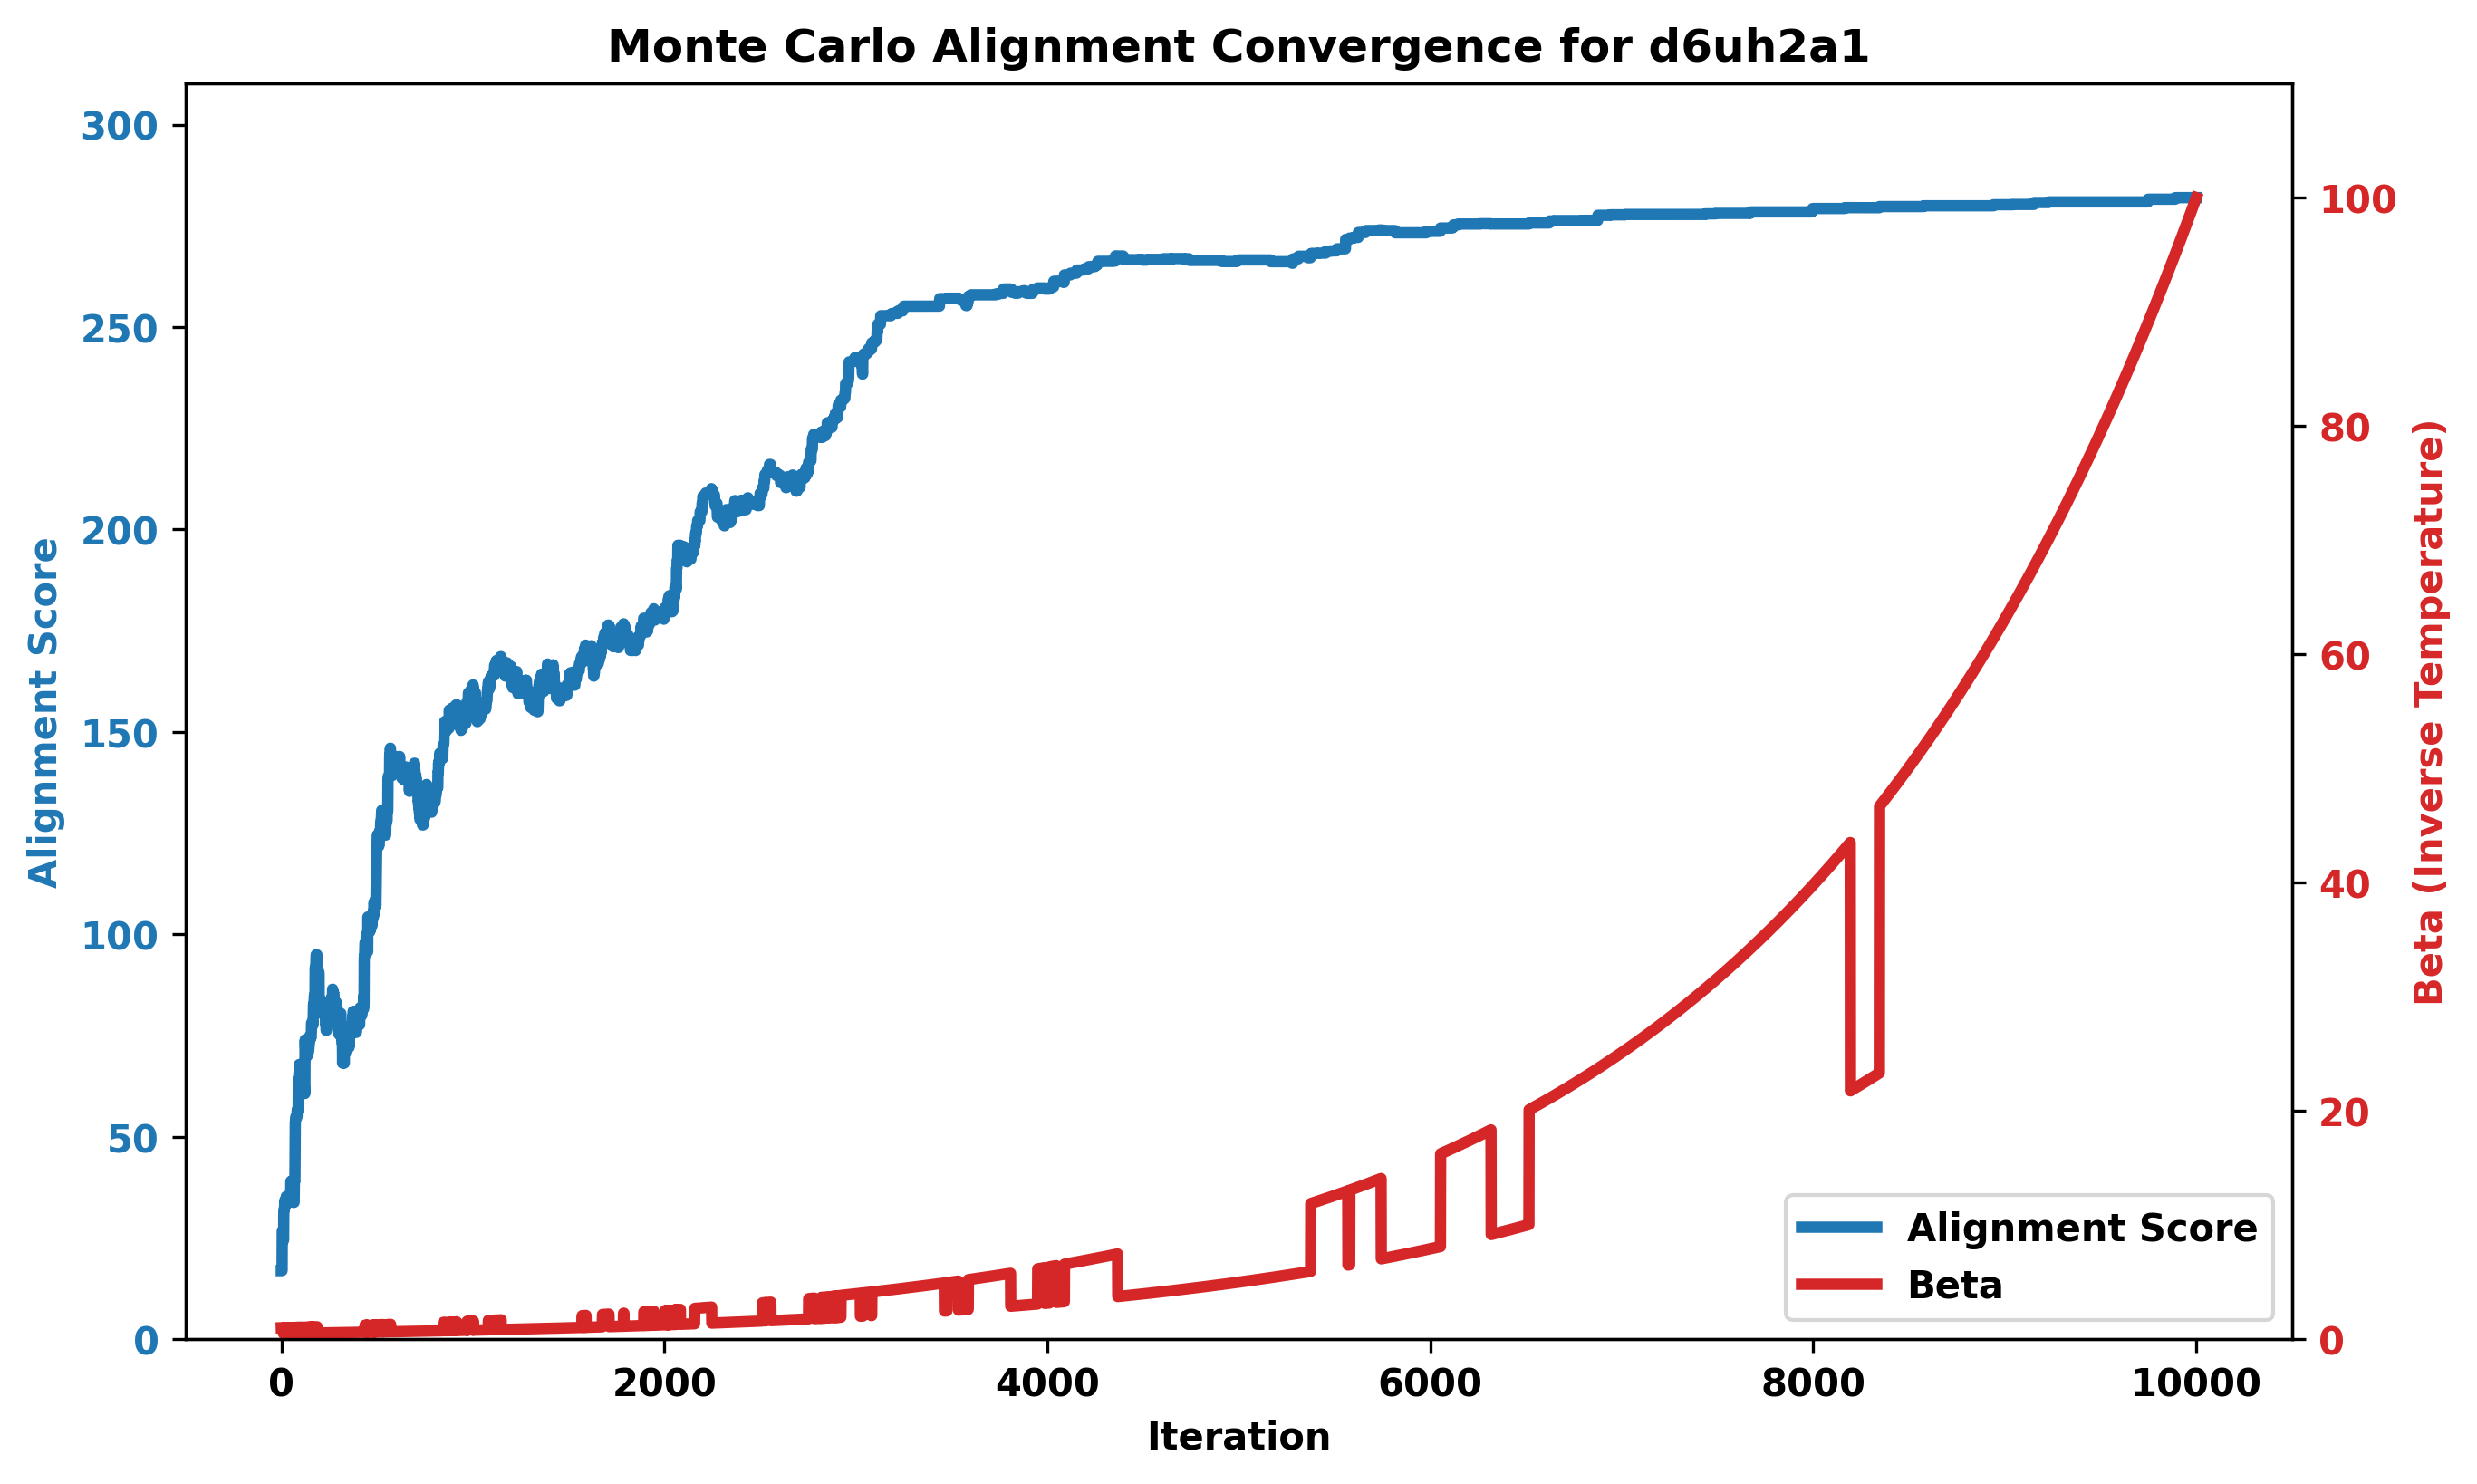 Monte Carlo Alignment Convergence for d6uh2a1
300
250
200
150
100
50
0
Alignment Score
100
80
60
40
20
0
Beta (Inverse Temperature)
Alignment Score
Beta
0 2000 4000 6000 8000 10000
Iteration